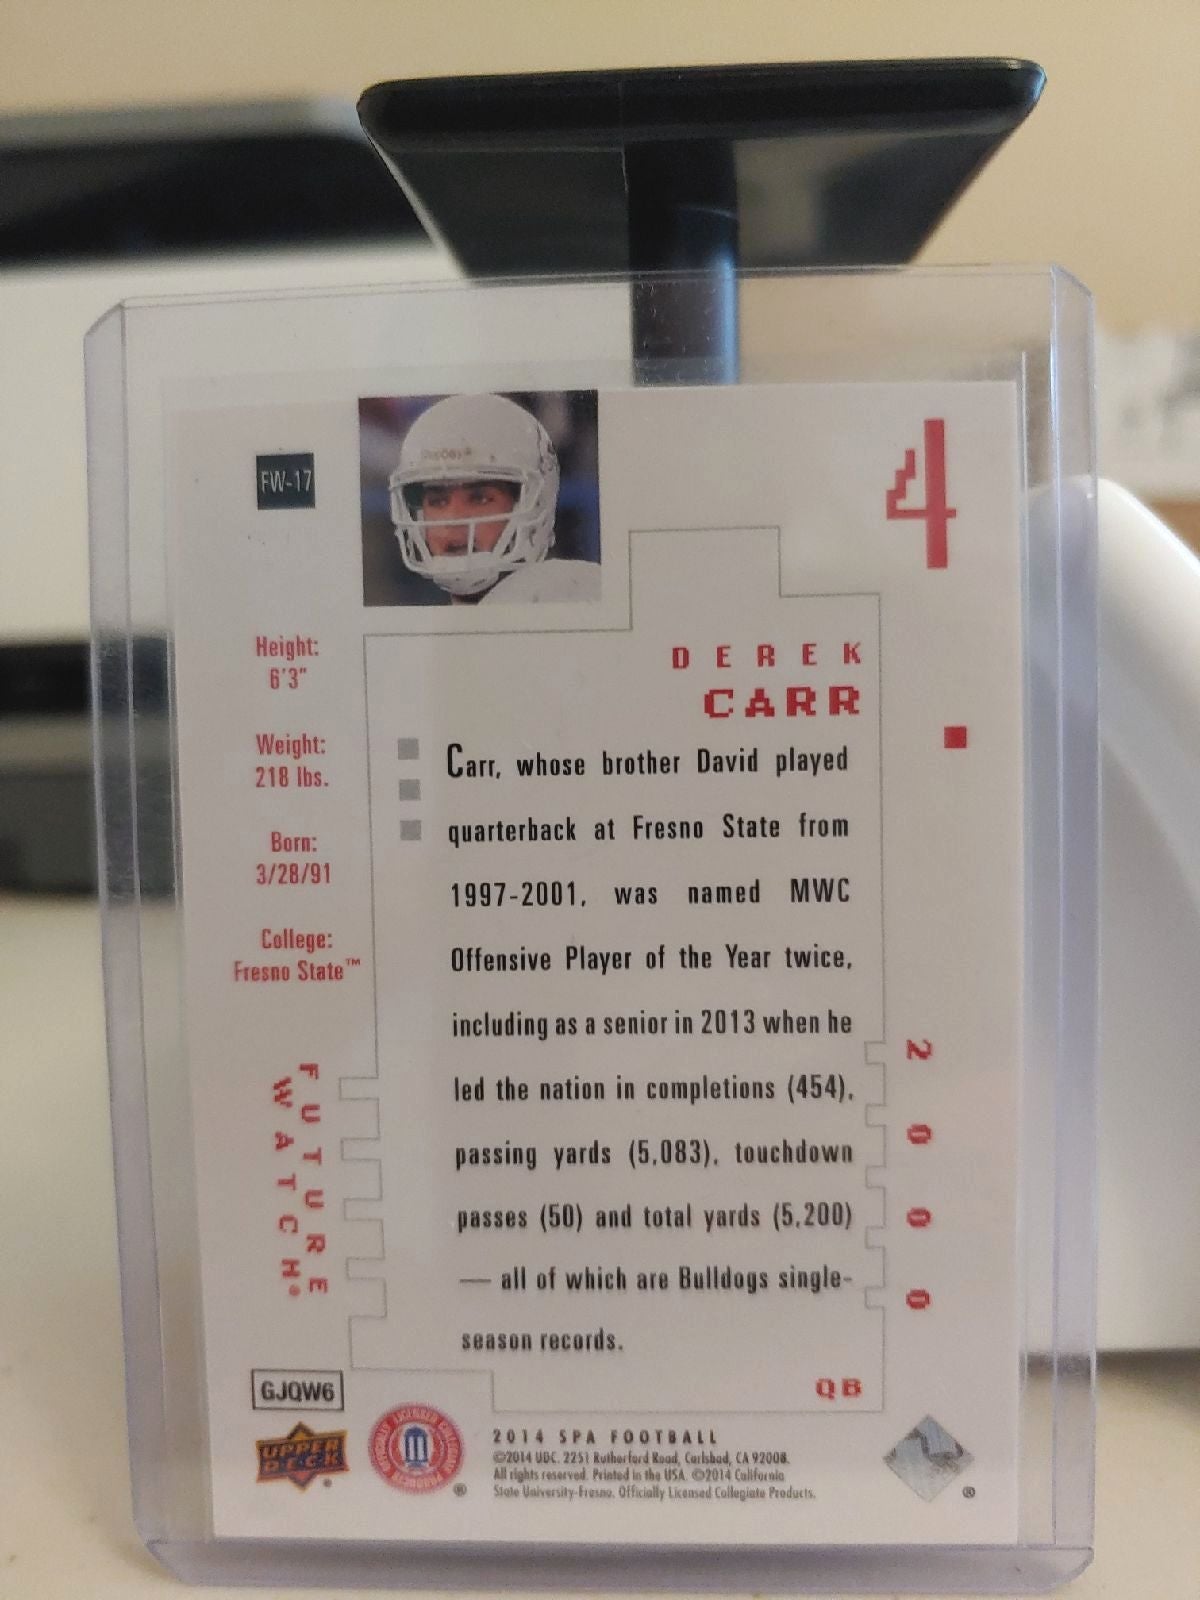 FW-17
4
Height:
6'3"
Weight:
218 lbs.
Born:
3/28/91
College:
Fresno State™
FUTURE
WATCH®
DEREK
CARR
Carr, whose brother David played
quarterback at Fresno State from
1997-2001, was named MWC
Offensive Player of the Year twice,
including as a senior in 2013 when he
led the nation in completions (454),
passing yards (5,083), touchdown
passes (50) and total yards (5,200)
— all of which are Bulldogs single-
season records.
2000
QB
GJQW6
UPPER
DECK
®
OFFICIALLY LICENSED COLLEGIATE PRODUCTS
®
2014 SPA FOOTBALL
©2014 UDC. 2251 Rutherford Road, Carlsbad, CA 92008.
All rights reserved. Printed in the USA. ©2014 California
State University-Fresno. Officially Licensed Collegiate Products.
®